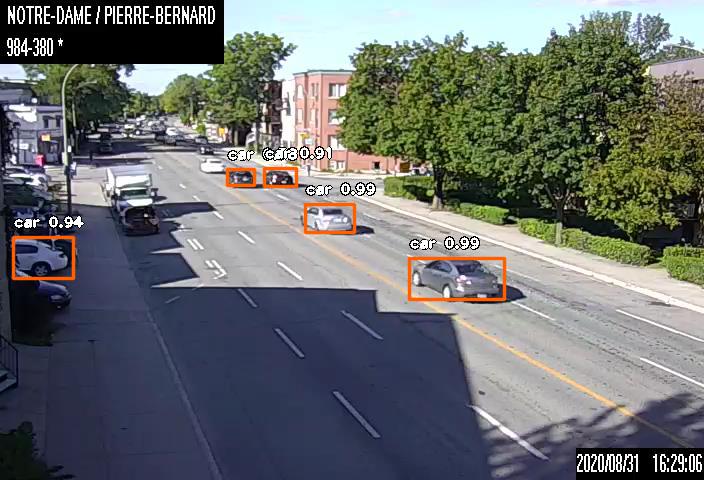 NOTRE-DAME / PIERRE-BERNARD
984-380 *
car
0.91
car 0.99
car 0.94
car 0.99
2020/08/31 16:29:06